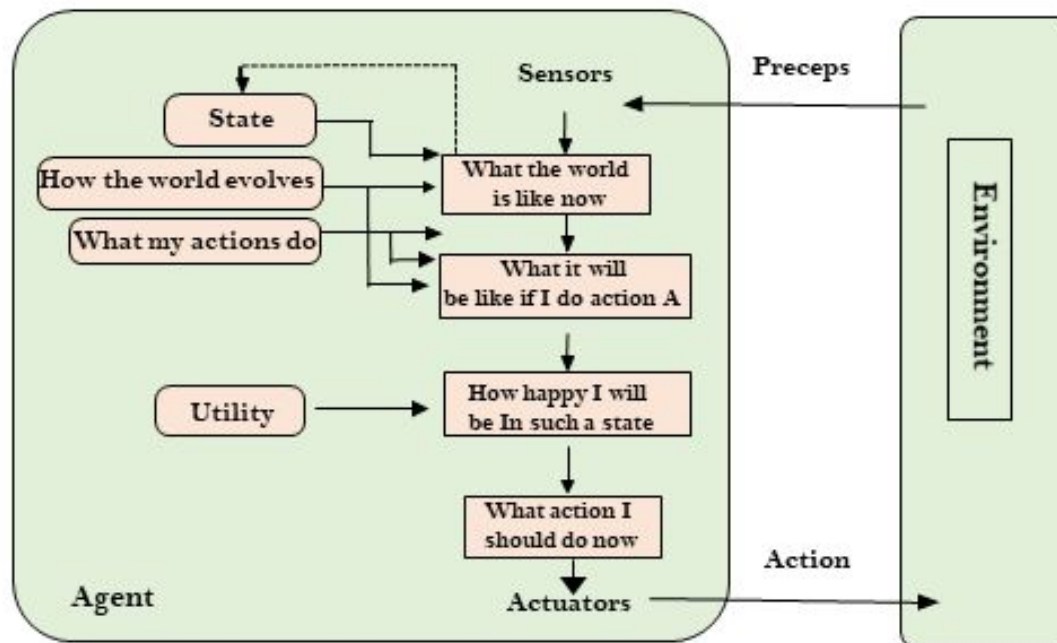 Sensors
Preceps
State
What the world
is like now
How the world evolves
What my actions do
What it will
be like if I do action A
Environment
How happy I will
be In such a state
Utility
What action I
should do now
Action
Agent
Actuators